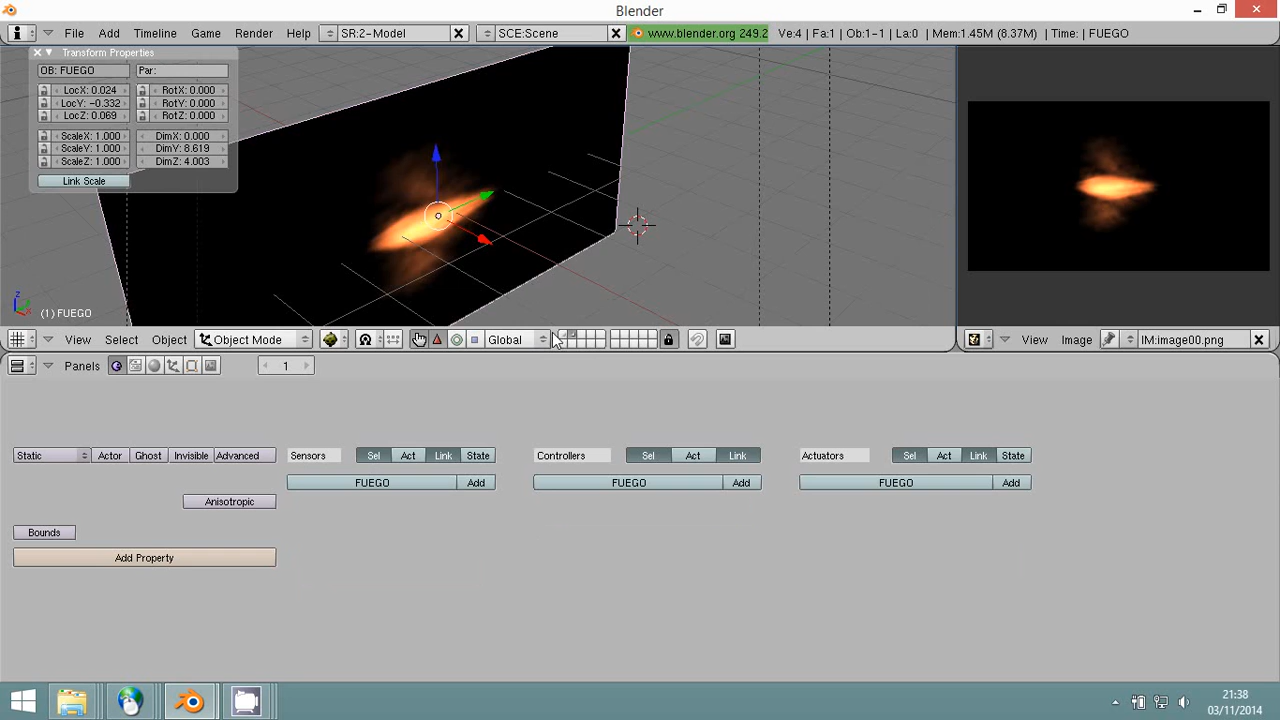 Blender
File Add Timeline Game Render Help SR:2-Model SCE:Scene www.blender.org 249.2 Ve:4 | Fa:1 | Ob:1-1 | La:0 | Mem:1.45M (8.37M) | Time: | FUEGO
Transform Properties
OB: FUEGO Par:
LocX: 0.024 RotX: 0.000
LocY: -0.332 RotY: 0.000
LocZ: 0.069 RotZ: 0.000
ScaleX: 1.000 DimX: 0.000
ScaleY: 1.000 DimY: 8.619
ScaleZ: 1.000 DimZ: 4.003
Link Scale
z
(1) FUEGO
View Select Object Object Mode Global View Image IM:image00.png
Panels 1
Static Actor Ghost Invisible Advanced Sensors Sel Act Link State Controllers Sel Act Link Actuators Sel Act Link State
FUEGO Add FUEGO Add FUEGO Add
Anisotropic
Bounds
Add Property
21:38
03/11/2014